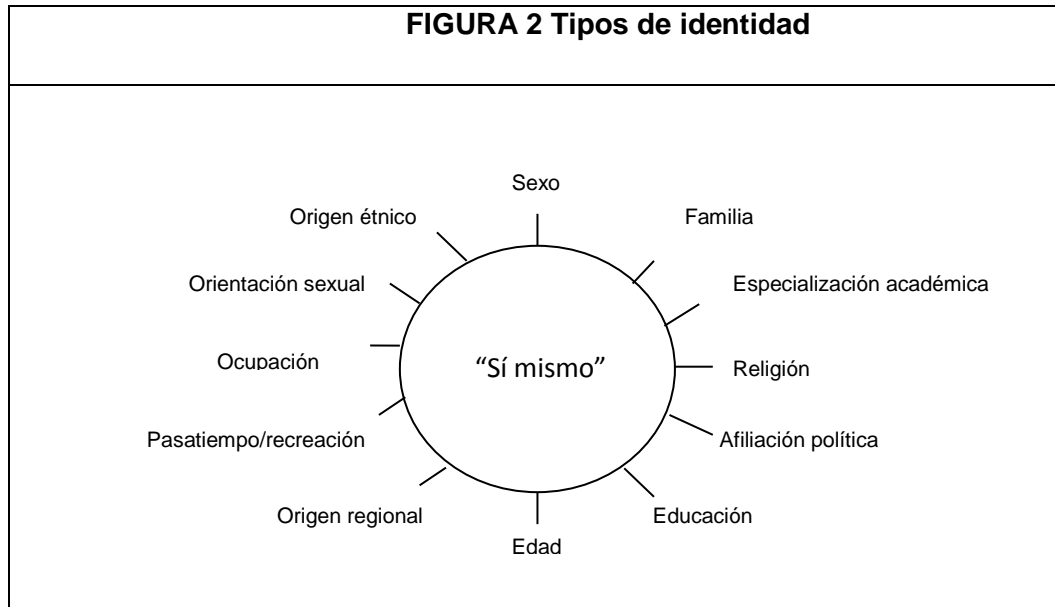 FIGURA 2 Tipos de identidad
Sexo
Origen étnico
Familia
Orientación sexual
Especialización académica
Ocupación
“Sí mismo”
Religión
Pasatiempo/recreación
Afiliación política
Origen regional
Educación
Edad